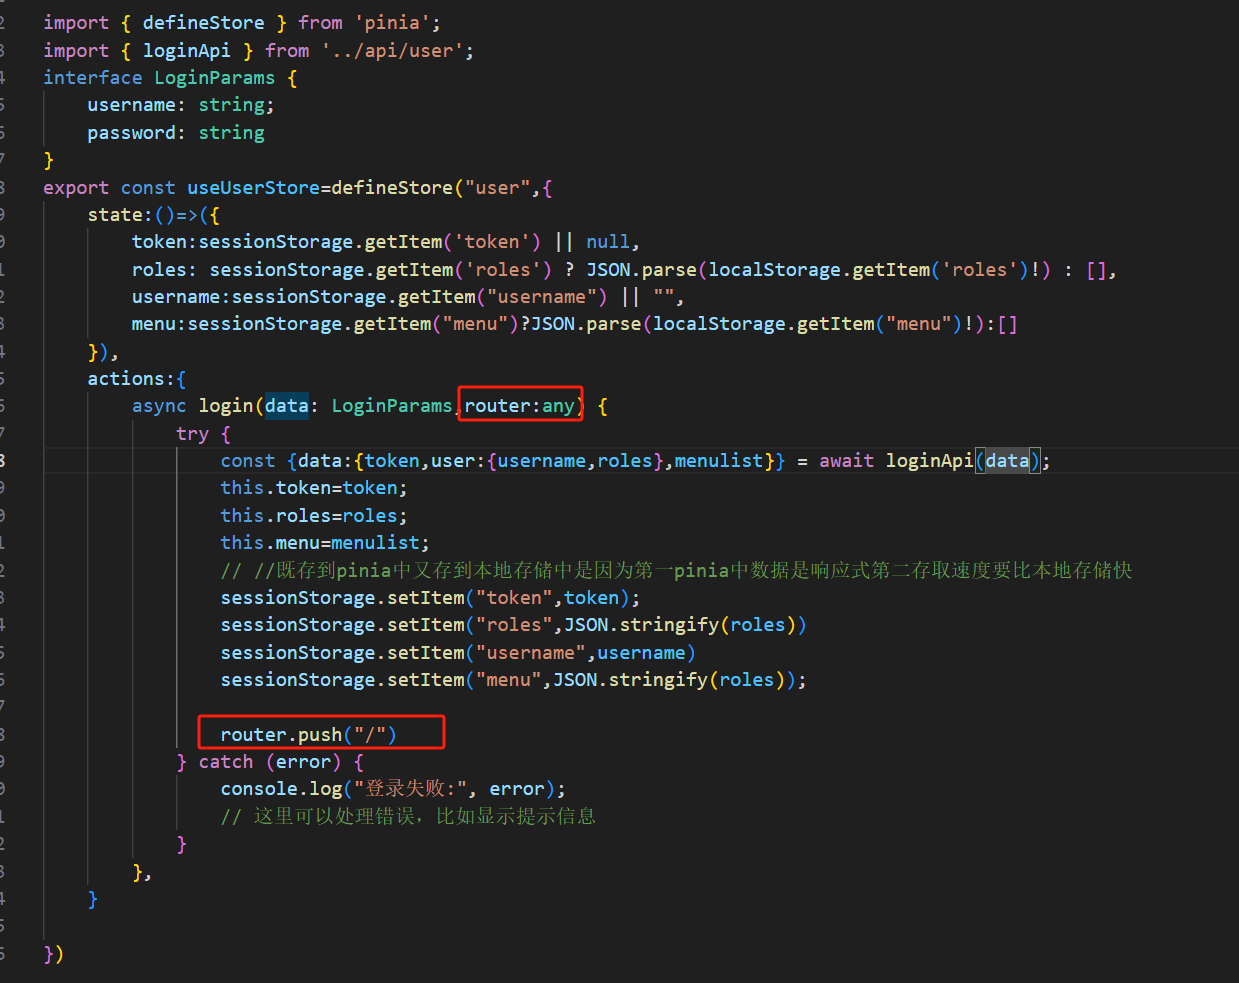 import { defineStore } from 'pinia';
import { loginApi } from '../api/user';
interface LoginParams {
    username: string;
    password: string
}
export const useUserStore=defineStore("user",{
    state:()=>({
        token:sessionStorage.getItem('token') || null,
        roles: sessionStorage.getItem('roles') ? JSON.parse(localStorage.getItem('roles')!) : [],
        username:sessionStorage.getItem("username") || "",
        menu:sessionStorage.getItem("menu")?JSON.parse(localStorage.getItem("menu")!):[]
    }),
    actions:{
        async login(data: LoginParams,router:any) {
            try {
                const {data:{token,user:{username,roles},menulist}} = await loginApi(data);
                this.token=token;
                this.roles=roles;
                this.menu=menulist;
                // //既存到pinia中又存到本地存储中是因为第一pinia中数据是响应式第二存取速度要比本地存储快
                sessionStorage.setItem("token",token);
                sessionStorage.setItem("roles",JSON.stringify(roles))
                sessionStorage.setItem("username",username)
                sessionStorage.setItem("menu",JSON.stringify(roles));
                router.push("/")
            } catch (error) {
                console.log("登录失败:", error);
                // 这里可以处理错误，比如显示提示信息
            }
        },
    }
})